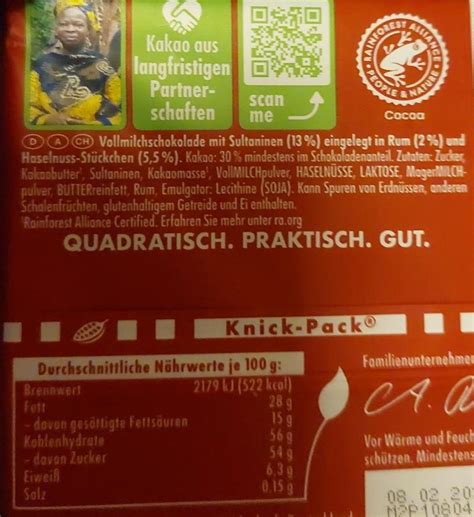 Kakao aus
langfristigen
Partner-
schaften
scan
me
RAINFOREST ALLIANCE
PEOPLE & NATURE
Cocoa
D A CH Vollmilchschokolade mit Sultaninen (13 %) eingelegt in Rum (2 %) und
Haselnuss-Stückchen (5,5 %). Kakao: 30 % mindestens im Schokoladenanteil. Zutaten: Zucker,
Kakaobutter¹, Sultaninen, Kakaomasse¹, VollMILCHpulver, HASELNÜSSE, LAKTOSE, MagerMILCH-
pulver, BUTTERreinfett, Rum, Emulgator: Lecithine (SOJA). Kann Spuren von Erdnüssen, anderen
Schalenfrüchten, glutenhaltigem Getreide und Ei enthalten.
¹Rainforest Alliance Certified. Erfahren Sie mehr unter ra.org
QUADRATISCH. PRAKTISCH. GUT.
Knick-Pack®
Durchschnittliche Nährwerte je 100 g:
Brennwert 2179 kJ (522 kcal)
Fett 28 g
- davon gesättigte Fettsäuren 15 g
Kohlenhydrate 56 g
- davon Zucker 54 g
Eiweiß 6,3 g
Salz 0,15 g
Familienunternehme
Vor Wärme und Feuch
schützen. Mindestens
08.02.20
M2P10804